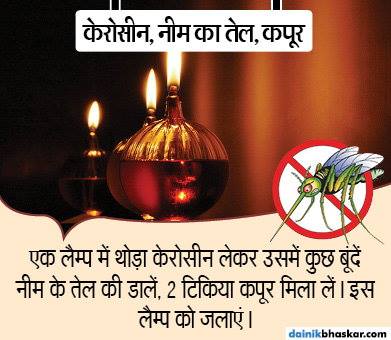 केरोसीन, नीम का तेल, कपूर
एक लैम्प में थोड़ा केरोसीन लेकर उसमें कुछ बूंदें
नीम के तेल की डालें, 2 टिकिया कपूर मिला लें। इस
लैम्प को जलाएं।
dainikbhaskar.com